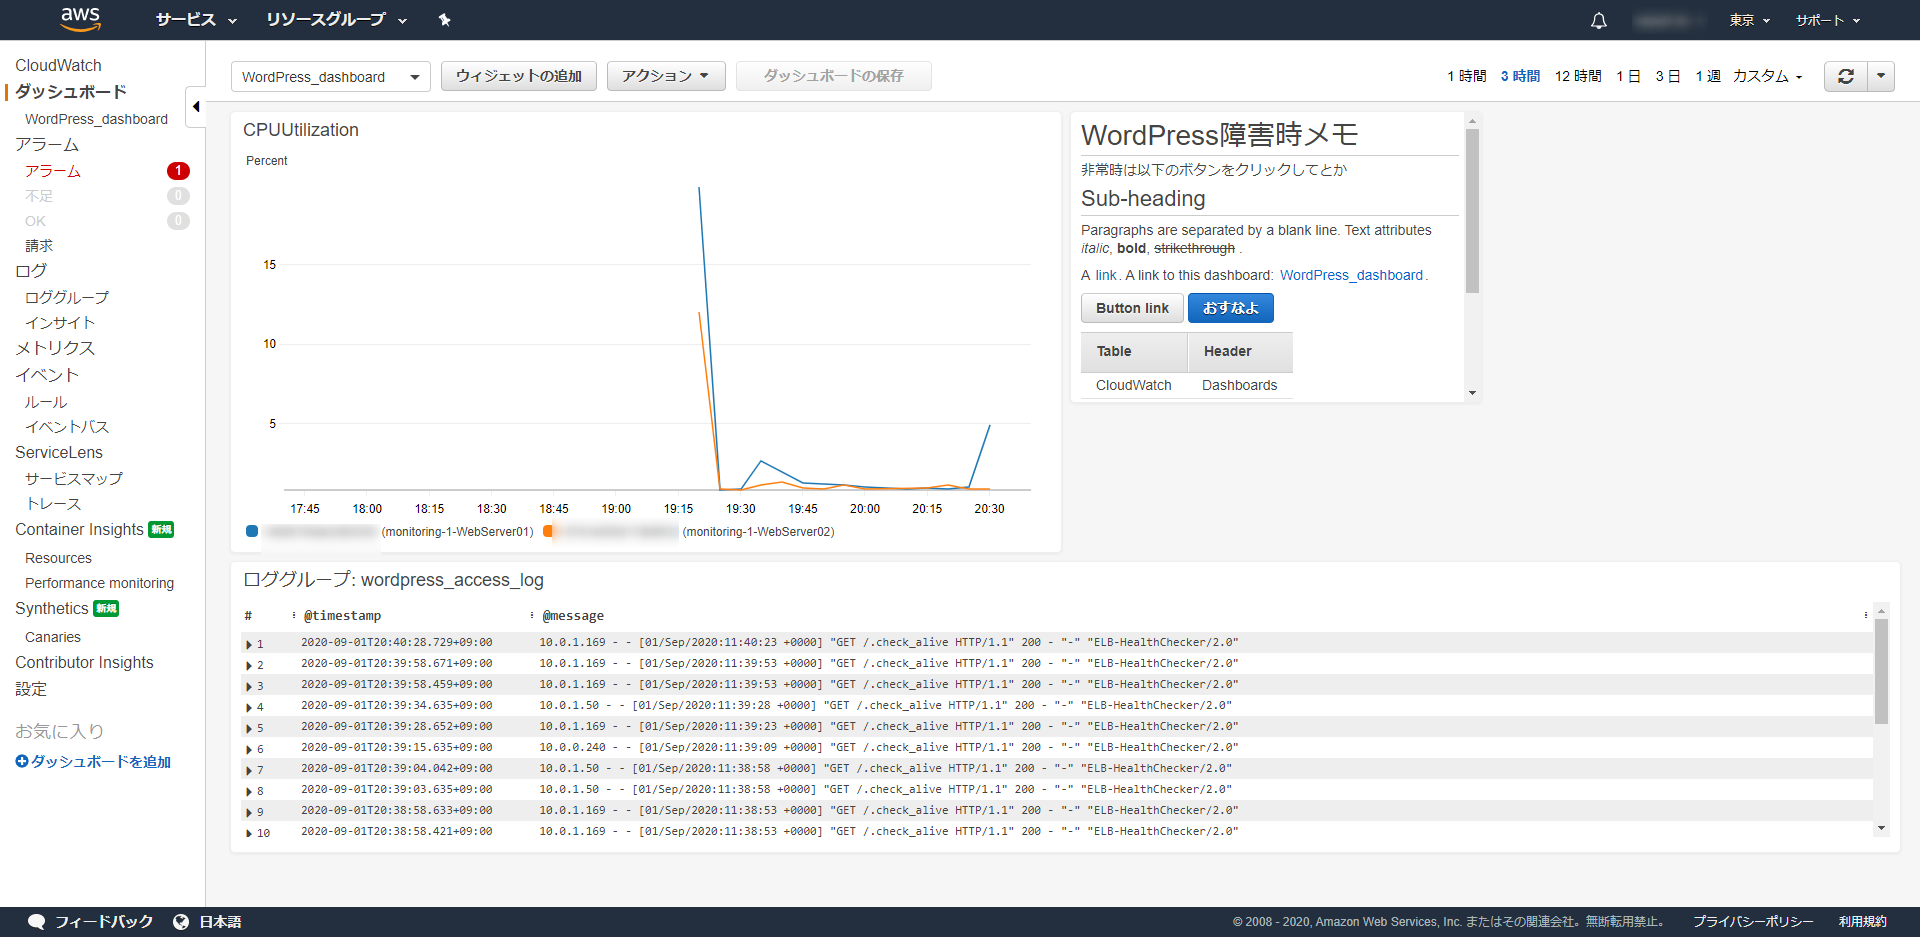 aws サービス リソースグループ 東京 サポート
CloudWatch
ダッシュボード
WordPress_dashboard
アラーム
アラーム 1
不足 0
OK 0
請求
ログ
ロググループ
インサイト
メトリクス
イベント
ルール
イベントバス
ServiceLens
サービスマップ
トレース
Container Insights 新規
Resources
Performance monitoring
Synthetics 新規
Canaries
Contributor Insights
設定
お気に入り
ダッシュボードを追加
WordPress_dashboard ウィジェットの追加 アクション ダッシュボードの保存 1 時間 3 時間 12 時間 1 日 3 日 1 週 カスタム
CPUUtilization
Percent
15
10
5
17:45 18:00 18:15 18:30 18:45 19:00 19:15 19:30 19:45 20:00 20:15 20:30
(monitoring-1-WebServer01) (monitoring-1-WebServer02)
WordPress障害時メモ
非常時は以下のボタンをクリックしてとか
Sub-heading
Paragraphs are separated by a blank line. Text attributes
italic, bold, strikethrough .
A link. A link to this dashboard: WordPress_dashboard.
Button link おすなよ
Table Header
CloudWatch Dashboards
ロググループ: wordpress_access_log
# @timestamp @message
1 2020-09-01T20:40:28.729+09:00 10.0.1.169 - - [01/Sep/2020:11:40:23 +0000] "GET /.check_alive HTTP/1.1" 200 - "-" "ELB-HealthChecker/2.0"
2 2020-09-01T20:39:58.671+09:00 10.0.1.169 - - [01/Sep/2020:11:39:53 +0000] "GET /.check_alive HTTP/1.1" 200 - "-" "ELB-HealthChecker/2.0"
3 2020-09-01T20:39:58.459+09:00 10.0.1.169 - - [01/Sep/2020:11:39:53 +0000] "GET /.check_alive HTTP/1.1" 200 - "-" "ELB-HealthChecker/2.0"
4 2020-09-01T20:39:34.635+09:00 10.0.1.50 - - [01/Sep/2020:11:39:28 +0000] "GET /.check_alive HTTP/1.1" 200 - "-" "ELB-HealthChecker/2.0"
5 2020-09-01T20:39:28.652+09:00 10.0.1.169 - - [01/Sep/2020:11:39:23 +0000] "GET /.check_alive HTTP/1.1" 200 - "-" "ELB-HealthChecker/2.0"
6 2020-09-01T20:39:15.635+09:00 10.0.0.240 - - [01/Sep/2020:11:39:09 +0000] "GET /.check_alive HTTP/1.1" 200 - "-" "ELB-HealthChecker/2.0"
7 2020-09-01T20:39:04.042+09:00 10.0.1.50 - - [01/Sep/2020:11:38:58 +0000] "GET /.check_alive HTTP/1.1" 200 - "-" "ELB-HealthChecker/2.0"
8 2020-09-01T20:39:03.635+09:00 10.0.1.50 - - [01/Sep/2020:11:38:58 +0000] "GET /.check_alive HTTP/1.1" 200 - "-" "ELB-HealthChecker/2.0"
9 2020-09-01T20:38:58.633+09:00 10.0.1.169 - - [01/Sep/2020:11:38:53 +0000] "GET /.check_alive HTTP/1.1" 200 - "-" "ELB-HealthChecker/2.0"
10 2020-09-01T20:38:58.421+09:00 10.0.1.169 - - [01/Sep/2020:11:38:53 +0000] "GET /.check_alive HTTP/1.1" 200 - "-" "ELB-HealthChecker/2.0"
フィードバック 日本語 © 2008 - 2020, Amazon Web Services, Inc. またはその関連会社。無断転用禁止。 プライバシーポリシー 利用規約